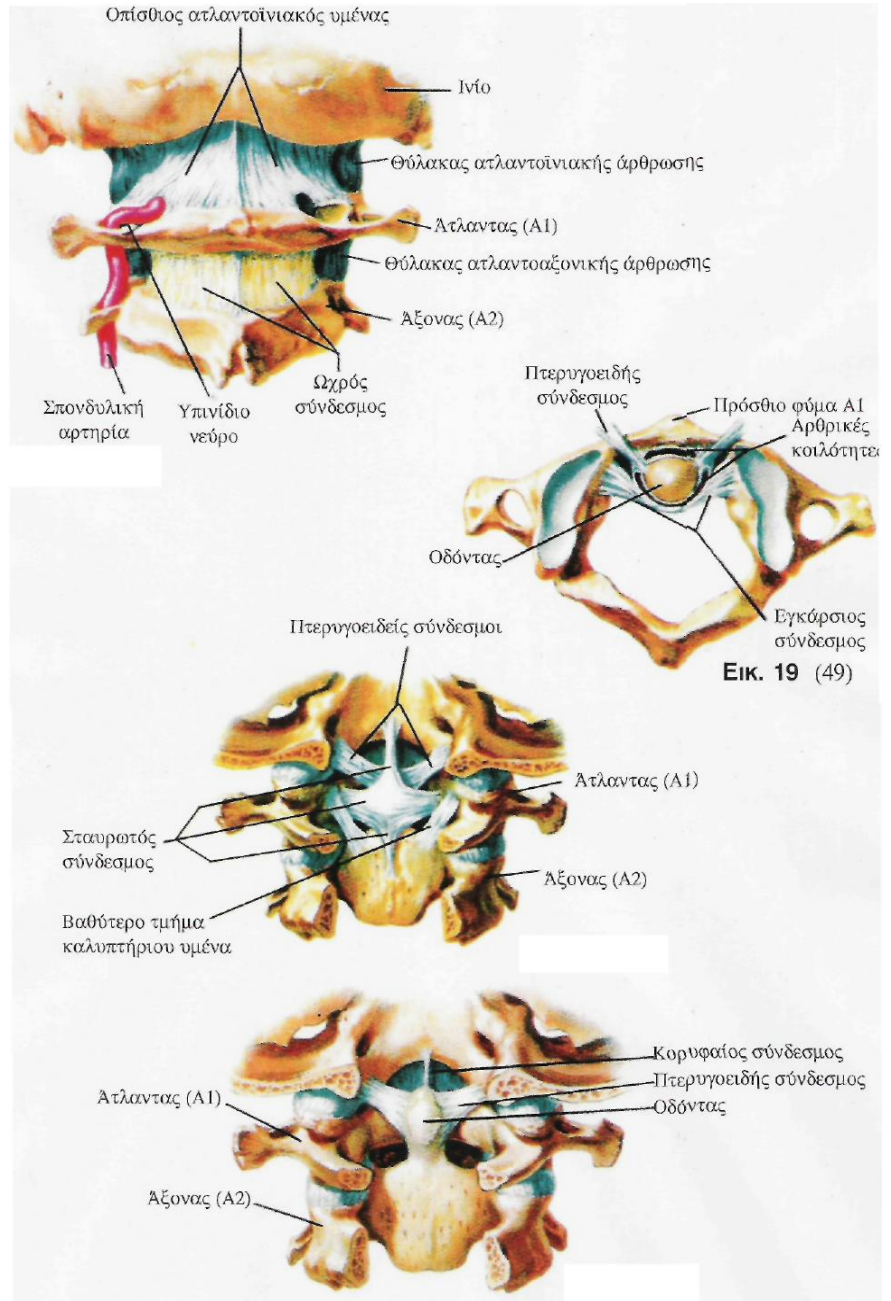 Οπίσθιος ατλαντοϊνιακός υμένας
Ινίο
Θύλακας ατλαντοϊνιακής άρθρωσης
Άτλαντας (Α1)
Θύλακας ατλαντοαξονικής άρθρωσης
Άξονας (Α2)
Ωχρός
σύνδεσμος
Σπονδυλική
αρτηρία
Υπινίδιο
νεύρο
Πτερυγοειδής
σύνδεσμος
Πρόσθιο φύμα Α1
Αρθρικές
κοιλότητες
Οδόντας
Εγκάρσιος
σύνδεσμος
Εικ. 19 (49)
Πτερυγοειδείς σύνδεσμοι
Άτλαντας (Α1)
Σταυρωτός
σύνδεσμος
Άξονας (Α2)
Βαθύτερο τμήμα
καλυπτήριου υμένα
Κορυφαίος σύνδεσμος
Πτερυγοειδής σύνδεσμος
Οδόντας
Άτλαντας (Α1)
Άξονας (Α2)